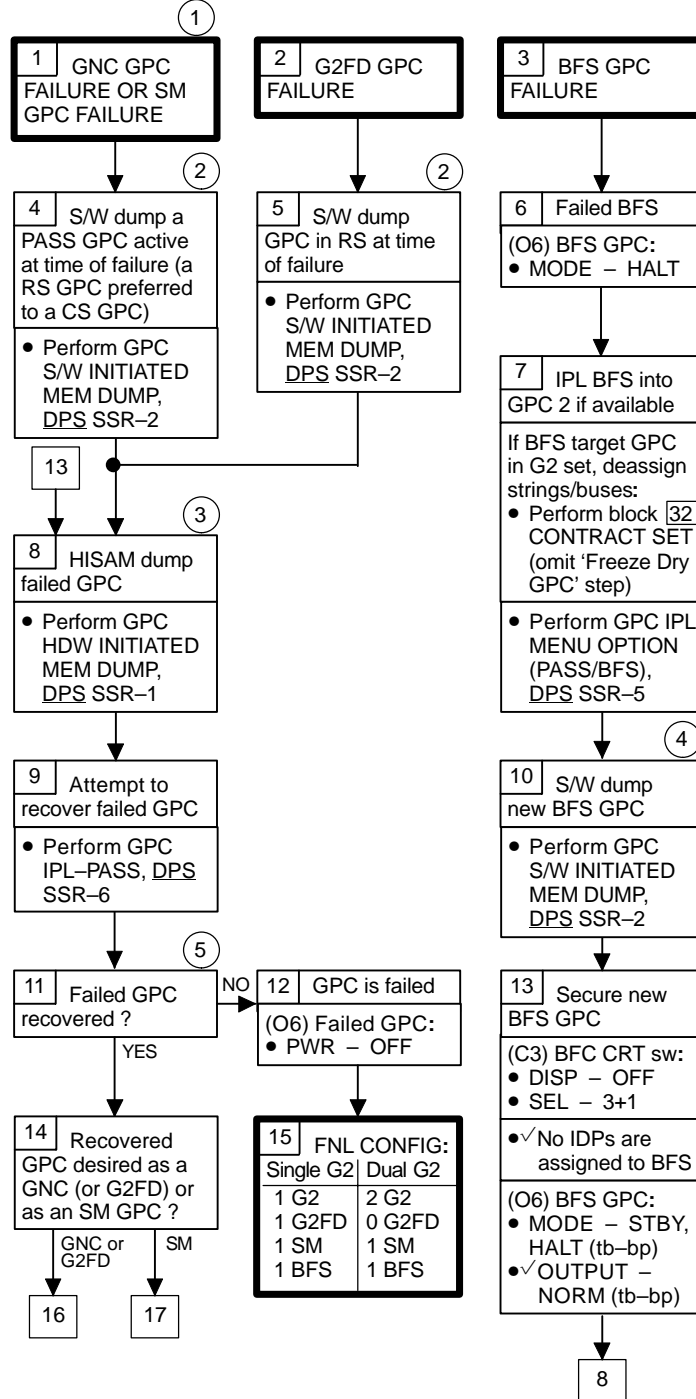 1
1 GNC GPC
FAILURE OR SM
GPC FAILURE
2 G2FD GPC
FAILURE
3 BFS GPC
FAILURE
2
4 S/W dump a
PASS GPC active
at time of failure (a
RS GPC preferred
to a CS GPC)
• Perform GPC
S/W INITIATED
MEM DUMP,
DPS SSR–2
2
5 S/W dump
GPC in RS at time
of failure
• Perform GPC
S/W INITIATED
MEM DUMP,
DPS SSR–2
6 Failed BFS
(O6) BFS GPC:
• MODE – HALT
7 IPL BFS into
GPC 2 if available
If BFS target GPC
in G2 set, deassign
strings/buses:
• Perform block 32
CONTRACT SET
(omit ‘Freeze Dry
GPC’ step)
• Perform GPC IPL
MENU OPTION
(PASS/BFS),
DPS SSR–5
13
3
8 HISAM dump
failed GPC
• Perform GPC
HDW INITIATED
MEM DUMP,
DPS SSR–1
9 Attempt to
recover failed GPC
• Perform GPC
IPL–PASS, DPS
SSR–6
4
10 S/W dump
new BFS GPC
• Perform GPC
S/W INITIATED
MEM DUMP,
DPS SSR–2
5
11 Failed GPC
recovered ?
NO
YES
12 GPC is failed
(O6) Failed GPC:
• PWR – OFF
13 Secure new
BFS GPC
(C3) BFC CRT sw:
• DISP – OFF
• SEL – 3+1
•√No IDPs are
assigned to BFS
(O6) BFS GPC:
• MODE – STBY,
HALT (tb–bp)
•√OUTPUT –
NORM (tb–bp)
14 Recovered
GPC desired as a
GNC (or G2FD) or
as an SM GPC ?
GNC or
G2FD
SM
16
17
15 FNL CONFIG:
Single G2 Dual G2
1 G2 2 G2
1 G2FD 0 G2FD
1 SM 1 SM
1 BFS 1 BFS
8